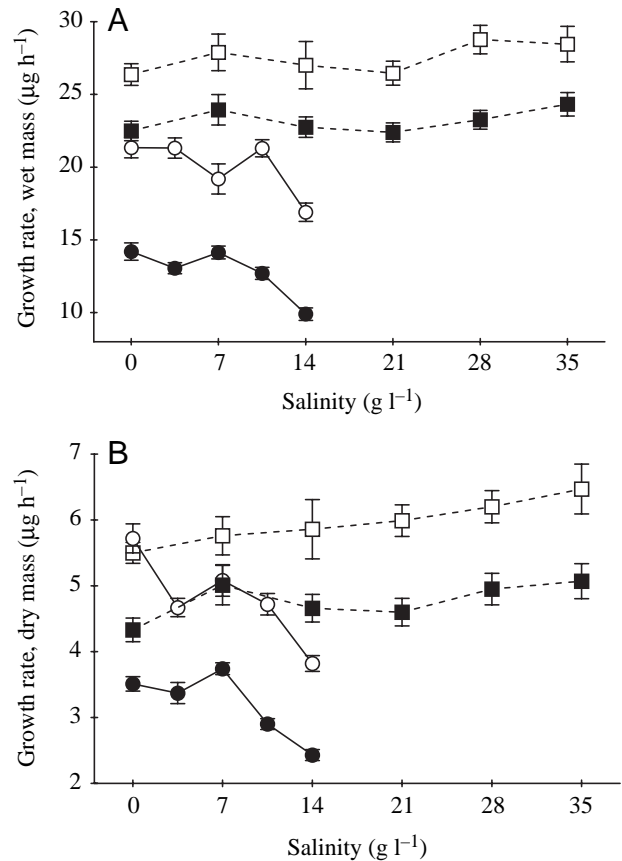 A
Growth rate, wet mass (μg h⁻¹)
30
25
20
15
10
0 7 14 21 28 35
Salinity (g l⁻¹)
B
Growth rate, dry mass (μg h⁻¹)
7
6
5
4
3
2
0 7 14 21 28 35
Salinity (g l⁻¹)